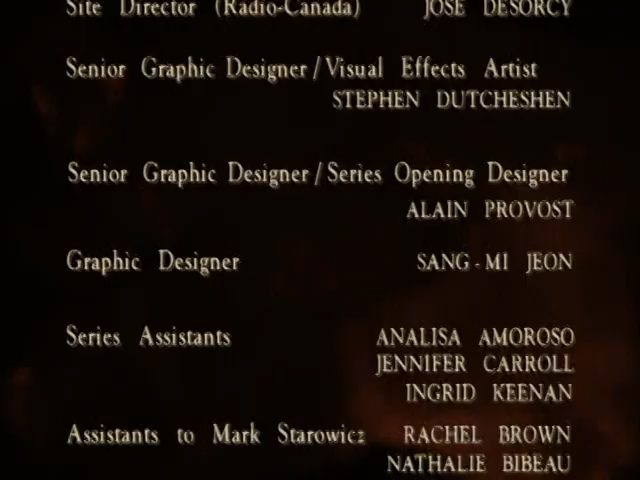 Site Director (Radio-Canada) JOSE DESORCY
Senior Graphic Designer/Visual Effects Artist
STEPHEN DUTCHESHEN
Senior Graphic Designer/Series Opening Designer
ALAIN PROVOST
Graphic Designer SANG-MI JEON
Series Assistants ANALISA AMOROSO
JENNIFER CARROLL
INGRID KEENAN
Assistants to Mark Starowicz RACHEL BROWN
NATHALIE BIBEAU